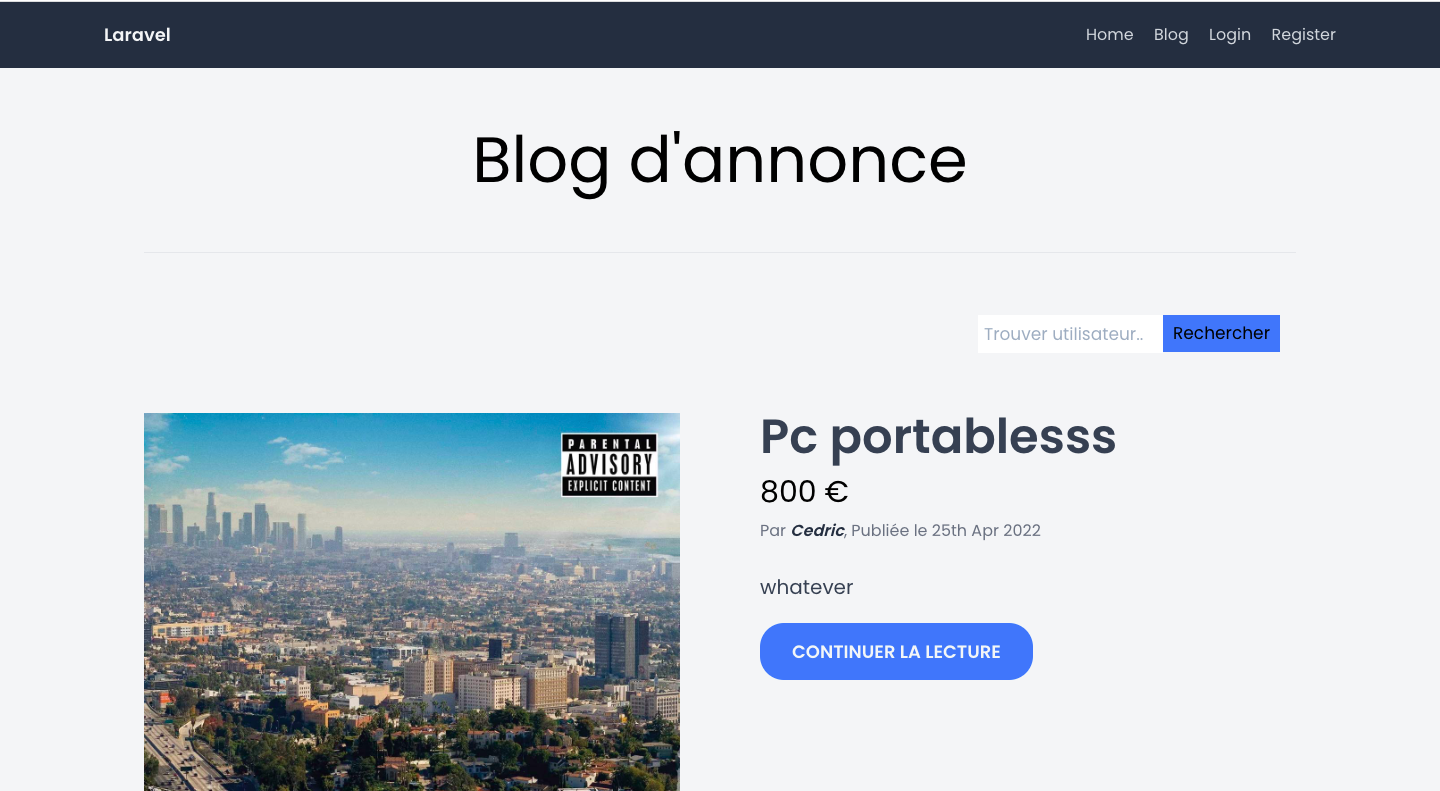 Laravel
Home Blog Login Register
Blog d'annonce
Trouver utilisateur.. Rechercher
PARENTAL
ADVISORY
EXPLICIT CONTENT
Pc portablesss
800 €
Par Cedric, Publiée le 25th Apr 2022
whatever
CONTINUER LA LECTURE